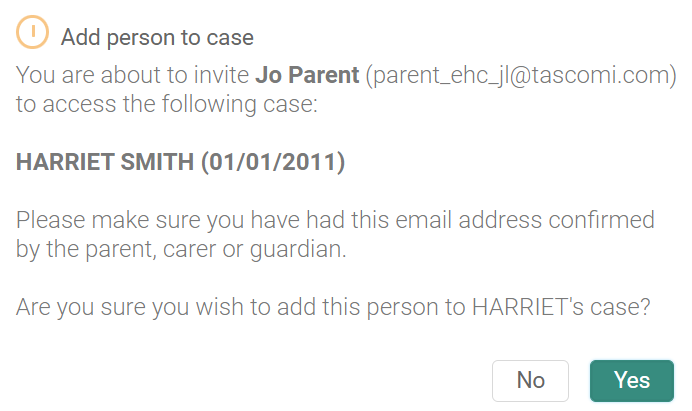 Add person to case
You are about to invite Jo Parent (parent_ehc_jl@tascomi.com)
to access the following case:
HARRIET SMITH (01/01/2011)
Please make sure you have had this email address confirmed
by the parent, carer or guardian.
Are you sure you wish to add this person to HARRIET's case?
No
Yes